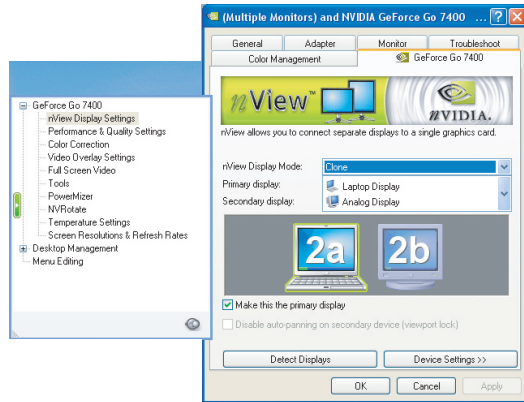 (Multiple Monitors) and NVIDIA GeForce Go 7400 ...
General Adapter Monitor Troubleshoot
Color Management GeForce Go 7400
nView™
NVIDIA.
nView allows you to connect separate displays to a single graphics card.
nView Display Mode: Clone
Primary display: Laptop Display
Secondary display: Analog Display
2a 2b
Make this the primary display
Disable auto-panning on secondary device (viewport lock)
Detect Displays Device Settings >>
OK Cancel Apply
GeForce Go 7400
nView Display Settings
Performance & Quality Settings
Color Correction
Video Overlay Settings
Full Screen Video
Tools
PowerMizer
NVRotate
Temperature Settings
Screen Resolutions & Refresh Rates
Desktop Management
Menu Editing